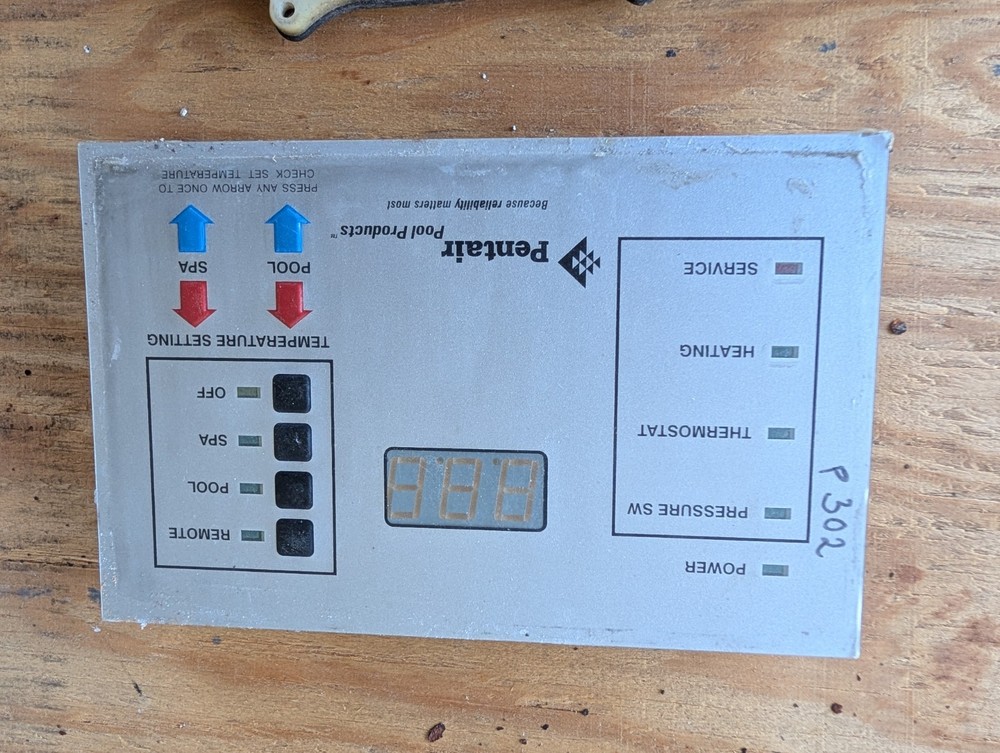 POWER
PRESSURE SW
THERMOSTAT
HEATING
SERVICE
P302
Pentair
Pool Products™
Because reliability matters most
REMOTE
POOL
SPA
OFF
TEMPERATURE SETTING
POOL SPA
PRESS ANY ARROW ONCE TO
CHECK SET TEMPERATURE